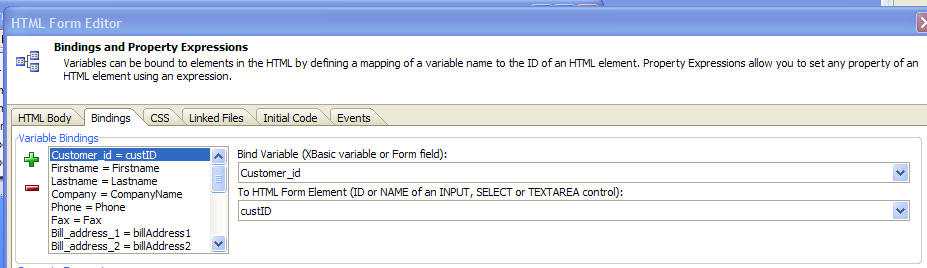 HTML Form Editor
Bindings and Property Expressions
Variables can be bound to elements in the HTML by defining a mapping of a variable name to the ID of an HTML element. Property Expressions allow you to set any property of an
HTML element using an expression.
HTML Body Bindings CSS Linked Files Initial Code Events
Variable Bindings
Customer_id = custID
Firstname = Firstname
Lastname = Lastname
Company = CompanyName
Phone = Phone
Fax = Fax
Bill_address_1 = billAddress1
Bill_address_2 = billAddress2
Bind Variable (XBasic variable or Form field):
Customer_id
To HTML Form Element (ID or NAME of an INPUT, SELECT or TEXTAREA control):
custID